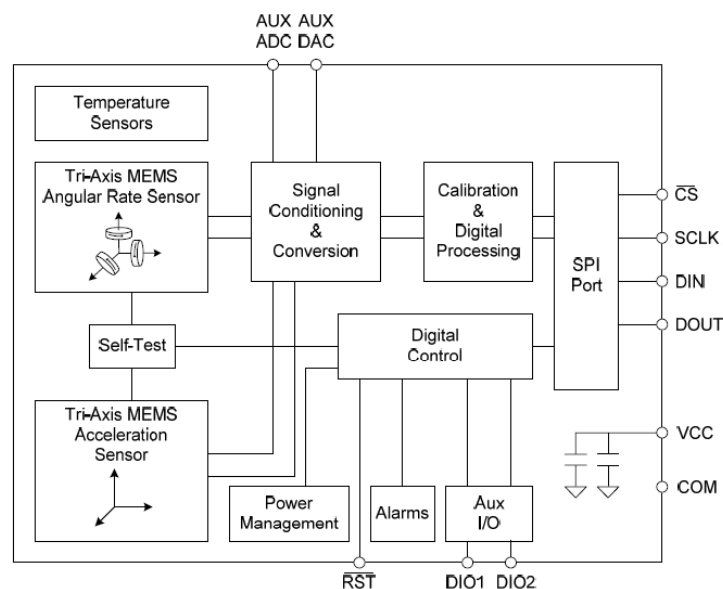 AUX AUX
ADC DAC
Temperature
Sensors
Tri-Axis MEMS
Angular Rate Sensor
Signal
Conditioning
&
Conversion
Calibration
&
Digital
Processing
SPI
Port
CS
SCLK
DIN
DOUT
Self-Test
Digital
Control
Tri-Axis MEMS
Acceleration
Sensor
Power
Management
Alarms
Aux
I/O
VCC
COM
RST
DIO1 DIO2